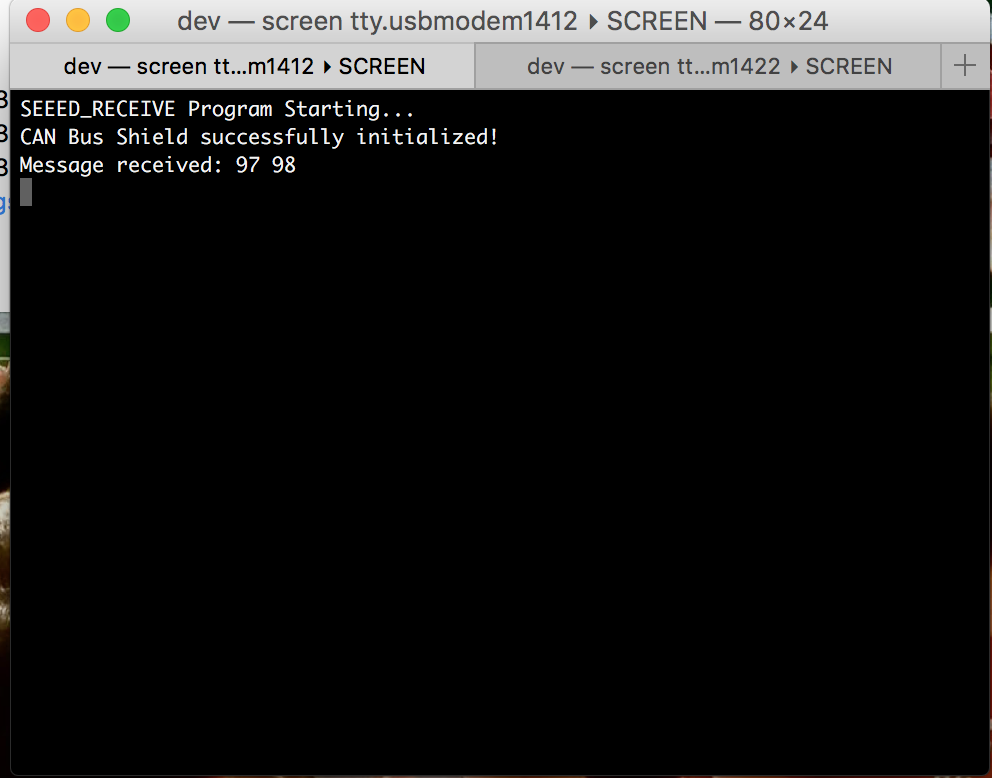 dev — screen tty.usbmodem1412 ▸ SCREEN — 80×24
dev — screen tt...m1412 ▸ SCREEN
dev — screen tt...m1422 ▸ SCREEN
SEEED_RECEIVE Program Starting...
CAN Bus Shield successfully initialized!
Message received: 97 98